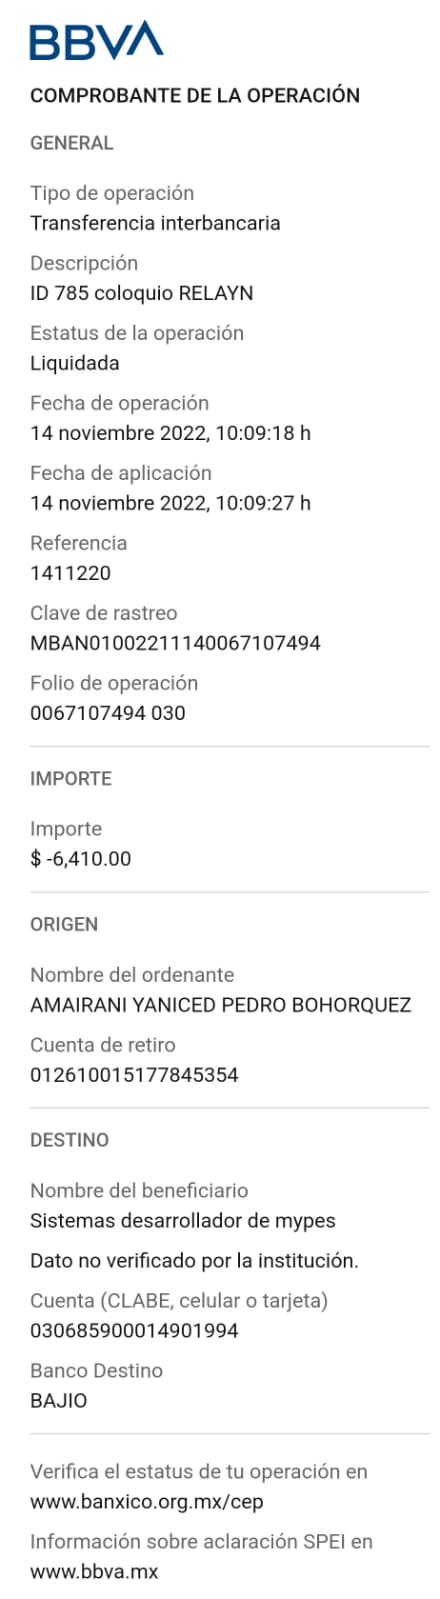 BBVA
COMPROBANTE DE LA OPERACIÓN
GENERAL
Tipo de operación
Transferencia interbancaria
Descripción
ID 785 coloquio RELAYN
Estatus de la operación
Liquidada
Fecha de operación
14 noviembre 2022, 10:09:18 h
Fecha de aplicación
14 noviembre 2022, 10:09:27 h
Referencia
1411220
Clave de rastreo
MBAN01002211140067107494
Folio de operación
0067107494 030
IMPORTE
Importe
$ -6,410.00
ORIGEN
Nombre del ordenante
AMAIRANI YANICED PEDRO BOHORQUEZ
Cuenta de retiro
012610015177845354
DESTINO
Nombre del beneficiario
Sistemas desarrollador de mypes
Dato no verificado por la institución.
Cuenta (CLABE, celular o tarjeta)
030685900014901994
Banco Destino
BAJIO
Verifica el estatus de tu operación en
www.banxico.org.mx/cep
Información sobre aclaración SPEI en
www.bbva.mx